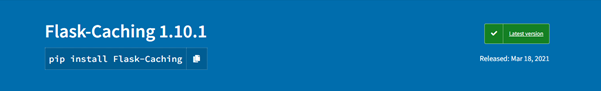 Flask-Caching 1.10.1
Latest version
pip install Flask-Caching
Released: Mar 18, 2021